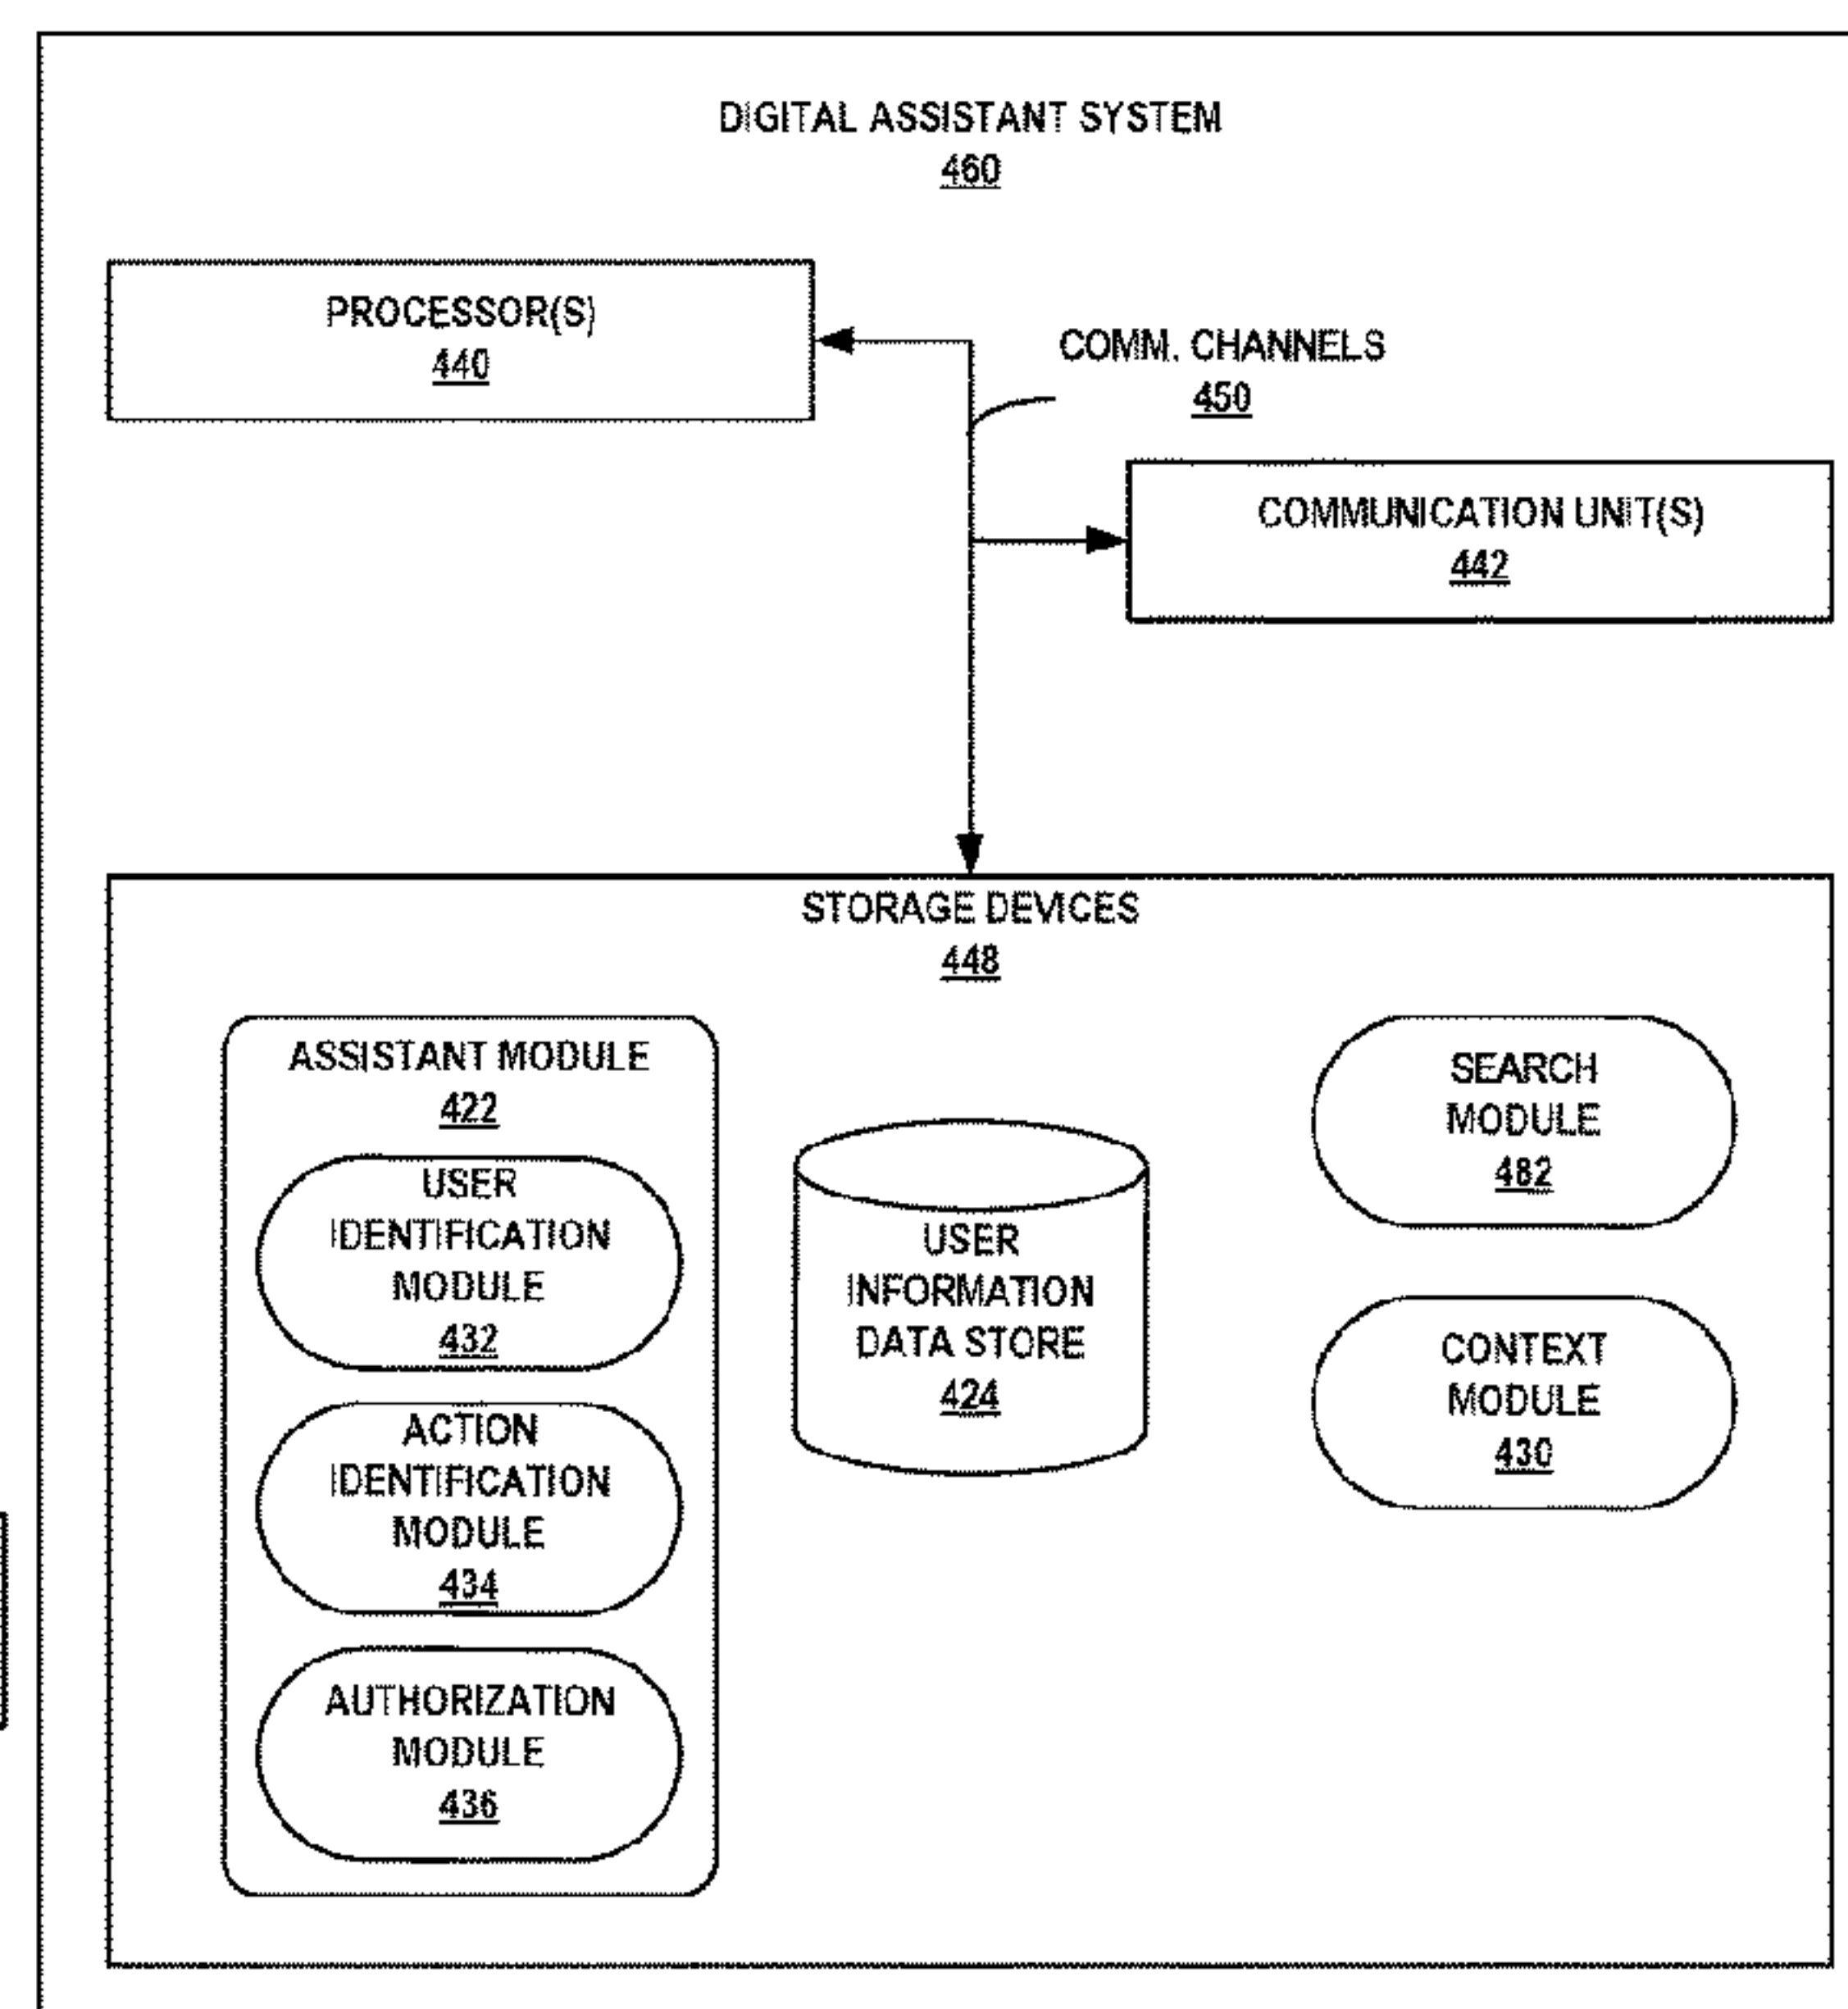 DIGITAL ASSISTANT SYSTEM
460
PROCESSOR(S)
440
COMM. CHANNELS
450
COMMUNICATION UNIT(S)
442
STORAGE DEVICES
448
ASSISTANT MODULE
422
USER
IDENTIFICATION
MODULE
432
ACTION
IDENTIFICATION
MODULE
434
AUTHORIZATION
MODULE
436
USER
INFORMATION
DATA STORE
424
SEARCH
MODULE
482
CONTEXT
MODULE
430